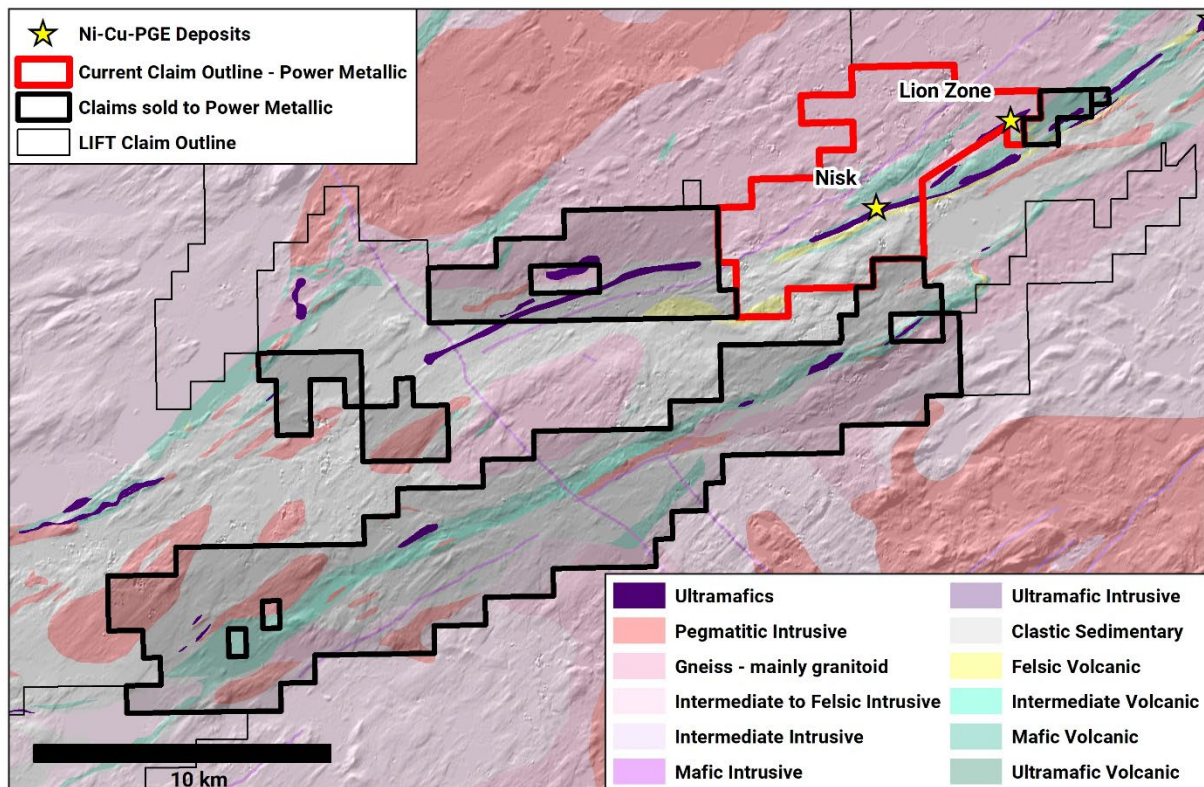 Ni-Cu-PGE Deposits
Current Claim Outline - Power Metallic
Claims sold to Power Metallic
LIFT Claim Outline
Lion Zone
Nisk
10 km
Ultramafics
Pegmatitic Intrusive
Gneiss - mainly granitoid
Intermediate to Felsic Intrusive
Intermediate Intrusive
Mafic Intrusive
Ultramafic Intrusive
Clastic Sedimentary
Felsic Volcanic
Intermediate Volcanic
Mafic Volcanic
Ultramafic Volcanic